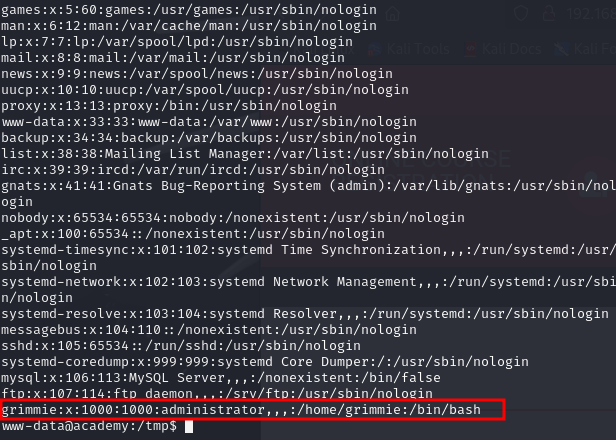 games:x:5:60:games:/usr/games:/usr/sbin/nologin
man:x:6:12:man:/var/cache/man:/usr/sbin/nologin
lp:x:7:7:lp:/var/spool/lpd:/usr/sbin/nologin
mail:x:8:8:mail:/var/mail:/usr/sbin/nologin
news:x:9:9:news:/var/spool/news:/usr/sbin/nologin
uucp:x:10:10:uucp:/var/spool/uucp:/usr/sbin/nologin
proxy:x:13:13:proxy:/bin:/usr/sbin/nologin
www-data:x:33:33:www-data:/var/www:/usr/sbin/nologin
backup:x:34:34:backup:/var/backups:/usr/sbin/nologin
list:x:38:38:Mailing List Manager:/var/list:/usr/sbin/nologin
irc:x:39:39:ircd:/var/run/ircd:/usr/sbin/nologin
gnats:x:41:41:Gnats Bug-Reporting System (admin):/var/lib/gnats:/usr/sbin/nol
ogin
nobody:x:65534:65534:nobody:/nonexistent:/usr/sbin/nologin
_apt:x:100:65534::/nonexistent:/usr/sbin/nologin
systemd-timesync:x:101:102:systemd Time Synchronization,,,:/run/systemd:/usr/
sbin/nologin
systemd-network:x:102:103:systemd Network Management,,,:/run/systemd:/usr/sbi
n/nologin
systemd-resolve:x:103:104:systemd Resolver,,,:/run/systemd:/usr/sbin/nologin
messagebus:x:104:110::/nonexistent:/usr/sbin/nologin
sshd:x:105:65534::/run/sshd:/usr/sbin/nologin
systemd-coredump:x:999:999:systemd Core Dumper:/:/usr/sbin/nologin
mysql:x:106:113:MySQL Server,,,:/nonexistent:/bin/false
ftp:x:107:114:ftp daemon,,,:/srv/ftp:/usr/sbin/nologin
grimmie:x:1000:1000:administrator,,,:/home/grimmie:/bin/bash
www-data@academy:/tmp$
192.168
Kali Tools
Kali Docs
Kali Fo